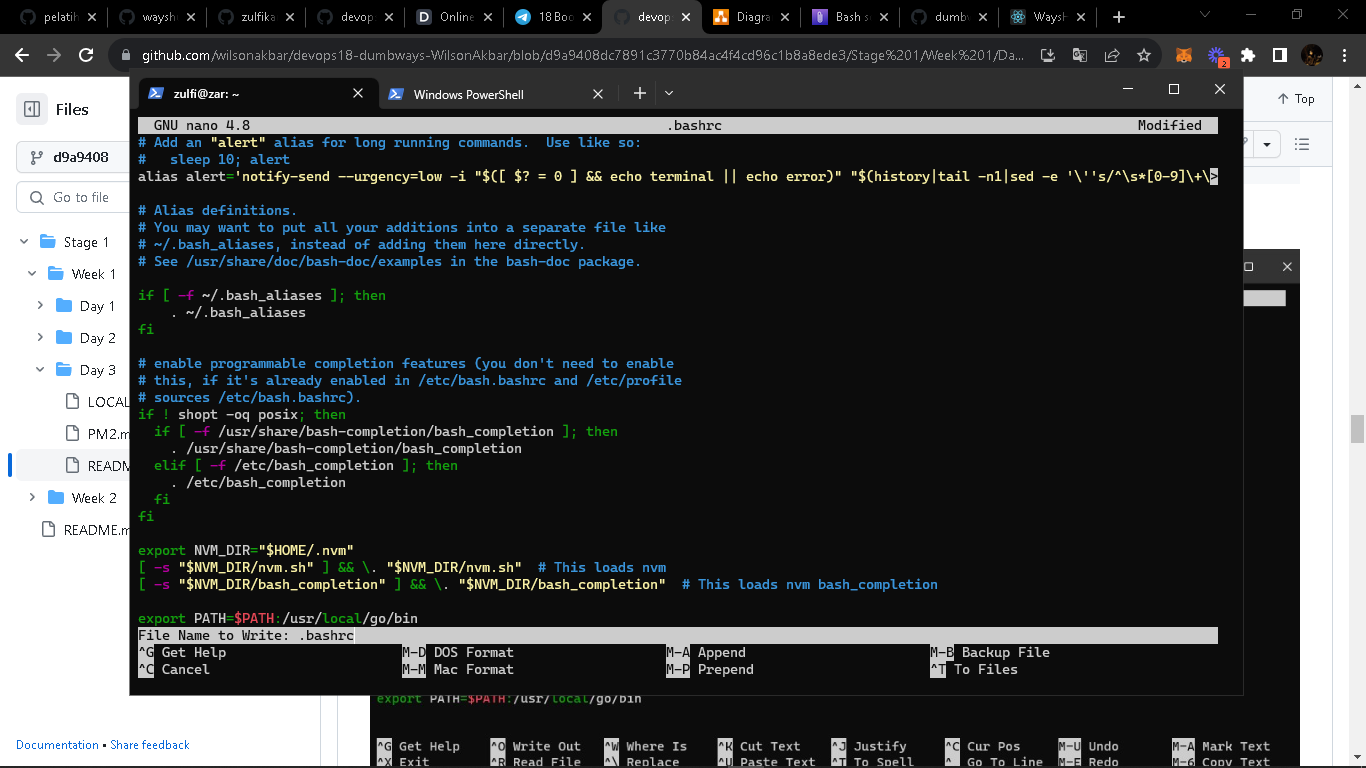 pelatih
waysh
zulfika
devop:
Online
18 Boo
devop:
Diagra
Bash s
dumbw
WaysH
github.com/wilsonakbar/devops18-dumbways-WilsonAkbar/blob/d9a9408dc7891c3770b84ac4f4cd96c1b8a8ede3/Stage%201/Week%201/Da...
2
Files
d9a9408
Go to file
Stage 1
Week 1
Day 1
Day 2
Day 3
LOCAL
PM2.m
READM
Week 2
README.m
Documentation • Share feedback
Top
zulfi@zar: ~
Windows PowerShell
GNU nano 4.8 .bashrc Modified
# Add an "alert" alias for long running commands.  Use like so:
#   sleep 10; alert
alias alert='notify-send --urgency=low -i "$([ $? = 0 ] && echo terminal || echo error)" "$(history|tail -n1|sed -e '\''s/^\s*[0-9]\+\>
# Alias definitions.
# You may want to put all your additions into a separate file like
# ~/.bash_aliases, instead of adding them here directly.
# See /usr/share/doc/bash-doc/examples in the bash-doc package.
if [ -f ~/.bash_aliases ]; then
    . ~/.bash_aliases
fi
# enable programmable completion features (you don't need to enable
# this, if it's already enabled in /etc/bash.bashrc and /etc/profile
# sources /etc/bash.bashrc).
if ! shopt -oq posix; then
  if [ -f /usr/share/bash-completion/bash_completion ]; then
    . /usr/share/bash-completion/bash_completion
  elif [ -f /etc/bash_completion ]; then
    . /etc/bash_completion
  fi
fi
export NVM_DIR="$HOME/.nvm"
[ -s "$NVM_DIR/nvm.sh" ] && \. "$NVM_DIR/nvm.sh"  # This loads nvm
[ -s "$NVM_DIR/bash_completion" ] && \. "$NVM_DIR/bash_completion"  # This loads nvm bash_completion
export PATH=$PATH:/usr/local/go/bin
File Name to Write: .bashrc
^G Get Help M-D DOS Format M-A Append M-B Backup File
^C Cancel M-M Mac Format M-P Prepend ^T To Files
export PATH=$PATH:/usr/local/go/bin
^G Get Help ^O Write Out ^W Where Is ^K Cut Text ^J Justify ^C Cur Pos M-U Undo M-A Mark Text
^X Exit ^R Read File ^\ Replace ^U Paste Text ^T To Spell ^_ Go To Line M-E Redo M-6 Copy Text